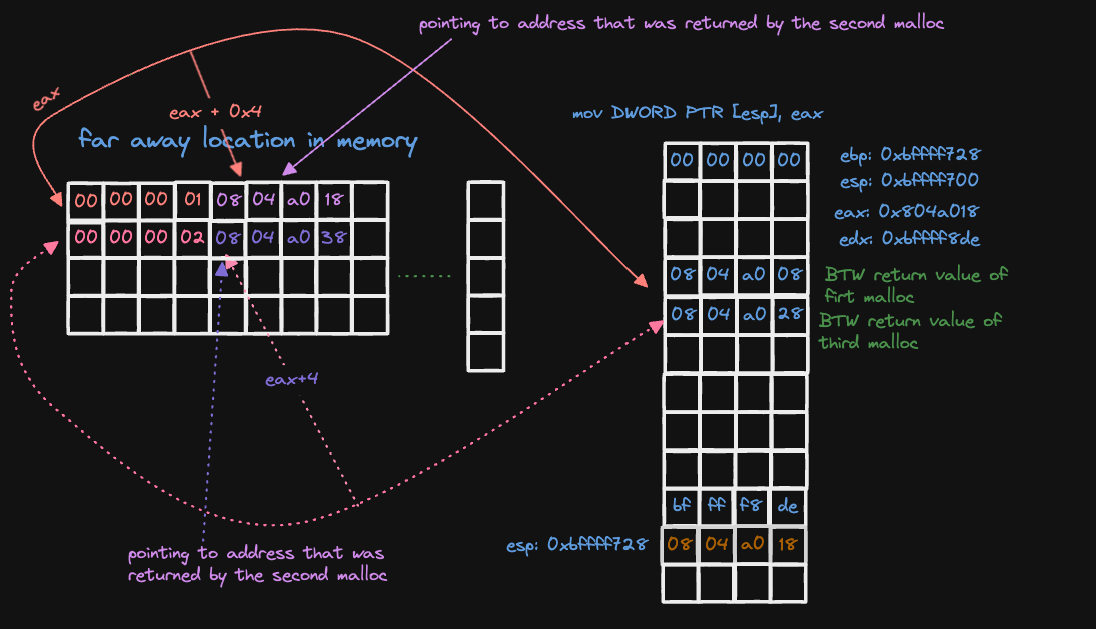 pointing to address that was returned by the second malloc
eax
eax + 0x4
far away location in memory
00 00 00 01 08 04 a0 18
00 00 00 02 08 04 a0 38
eax+4
pointing to address that was
returned by the second malloc
mov DWORD PTR [esp], eax
00 00 00 00
ebp: 0xbffff728
esp: 0xbffff700
eax: 0x804a018
edx: 0xbffff8de
08 04 a0 08
BTW return value of
firt malloc
08 04 a0 28
BTW return value of
third malloc
bf ff f8 de
esp: 0xbffff728
08 04 a0 18